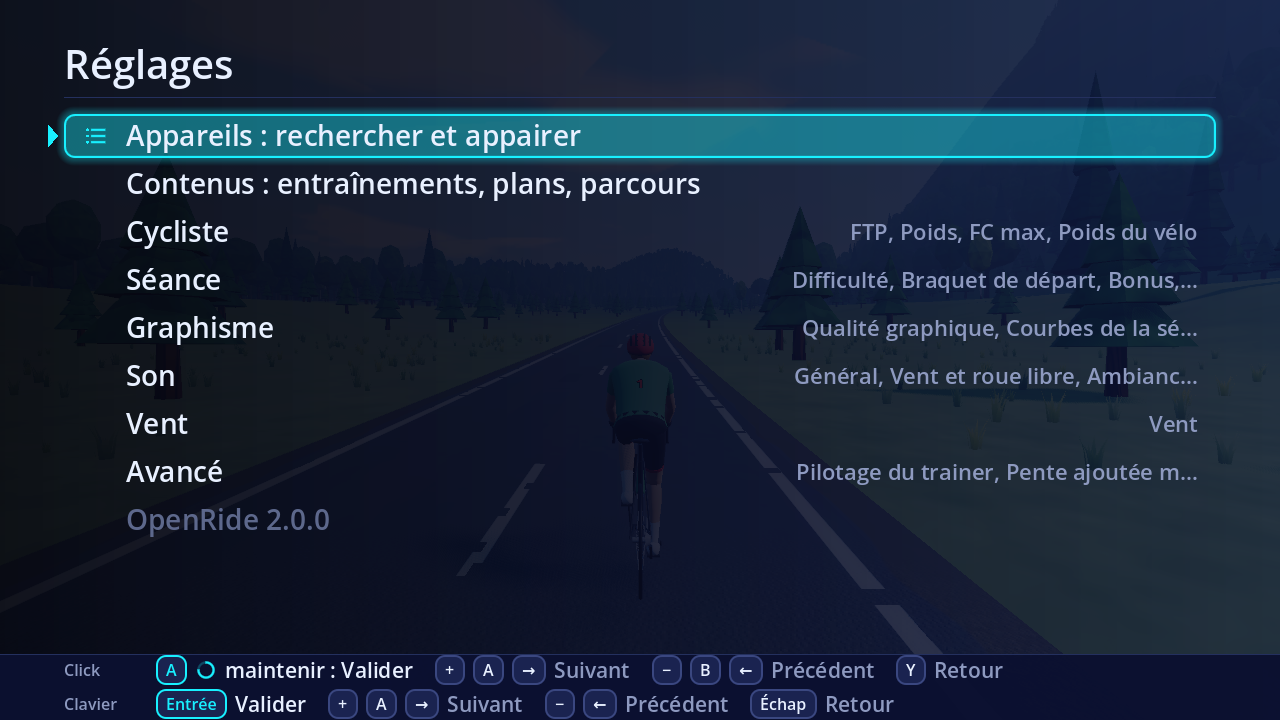 Réglages
Appareils : rechercher et appairer
Contenus : entraînements, plans, parcours
Cycliste FTP, Poids, FC max, Poids du vélo
Séance Difficulté, Braquet de départ, Bonus,...
Graphisme Qualité graphique, Courbes de la sé...
Son Général, Vent et roue libre, Ambianc...
Vent Vent
Avancé Pilotage du trainer, Pente ajoutée m...
OpenRide 2.0.0
Click A maintenir : Valider + A → Suivant − B ← Précédent Y Retour
Clavier Entrée Valider + A → Suivant − ← Précédent Échap Retour